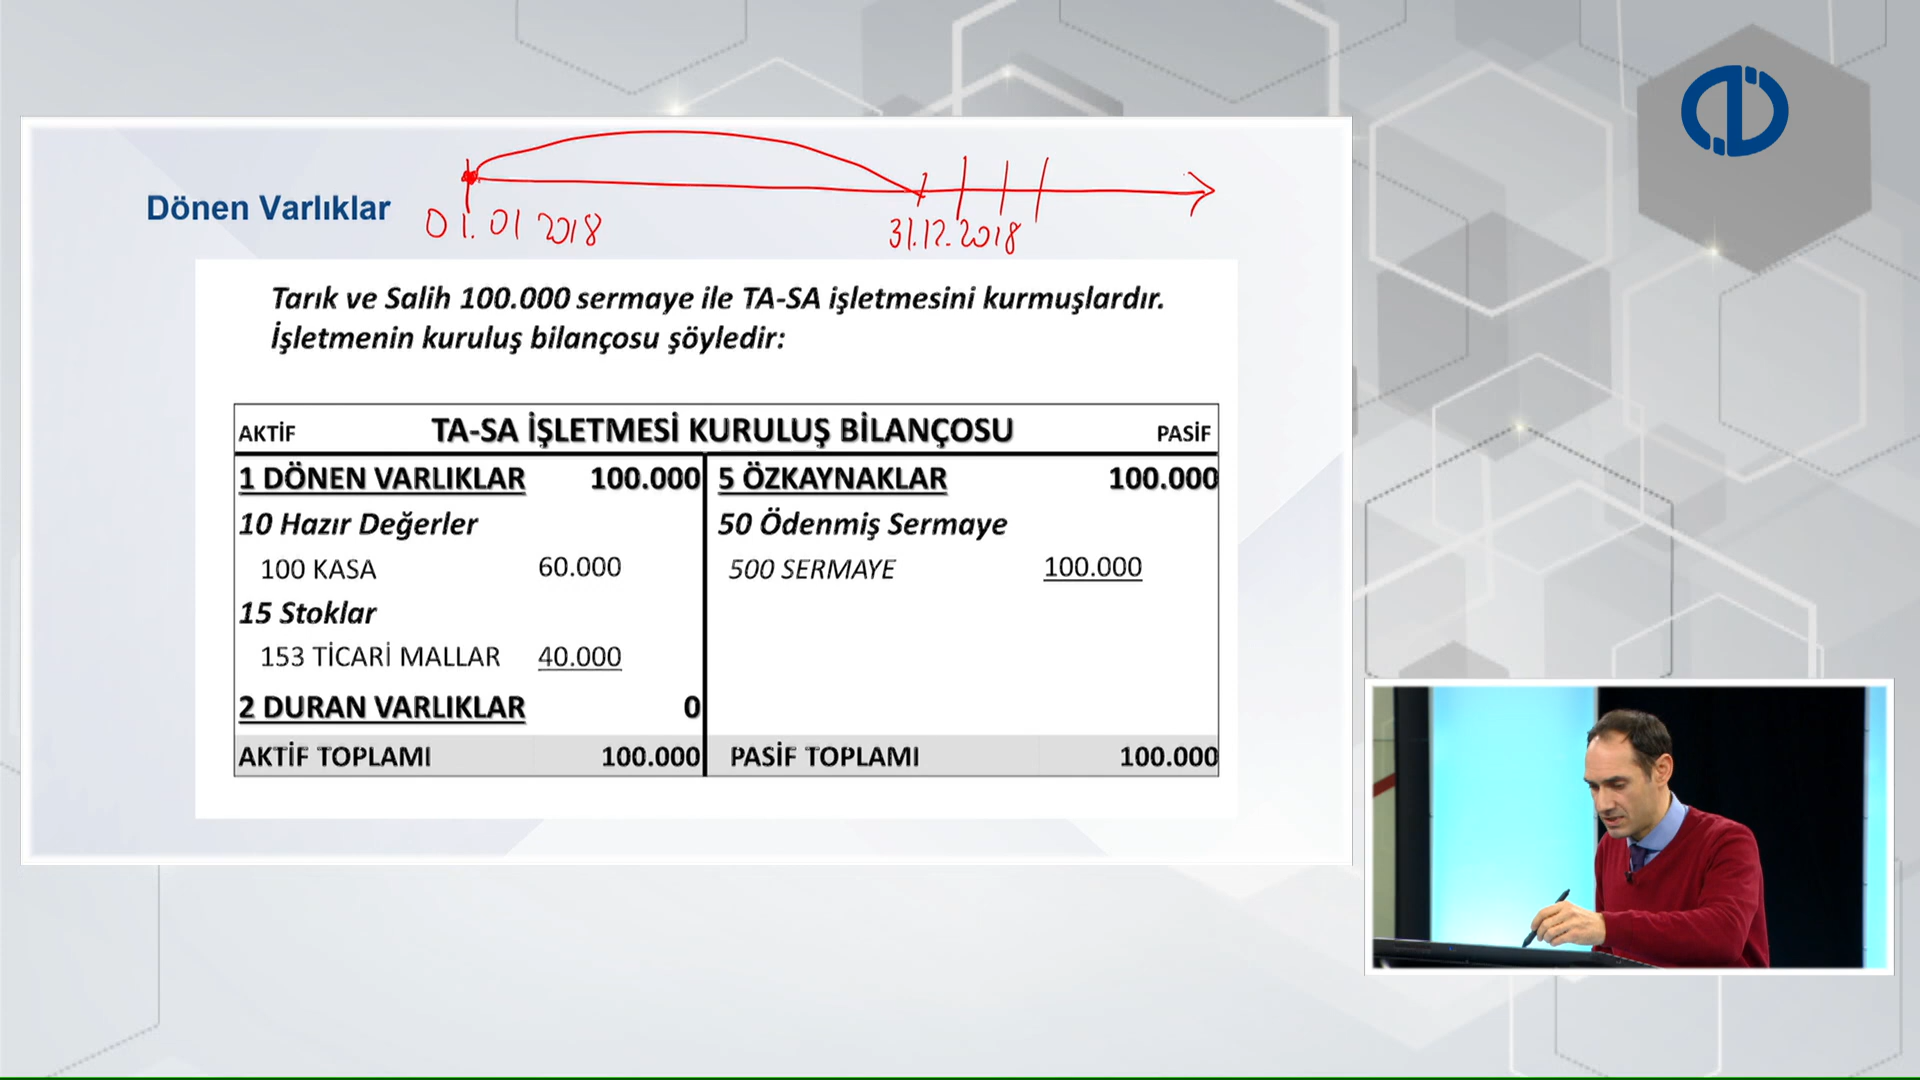 Dönen Varlıklar
01.01 2018
31.12.2018
Tarık ve Salih 100.000 sermaye ile TA-SA işletmesini kurmuşlardır.
İşletmenin kuruluş bilançosu şöyledir:
AKTİF TA-SA İŞLETMESİ KURULUŞ BİLANÇOSU PASİF
1 DÖNEN VARLIKLAR 100.000 5 ÖZKAYNAKLAR 100.000
10 Hazır Değerler 50 Ödenmiş Sermaye
100 KASA 60.000 500 SERMAYE 100.000
15 Stoklar
153 TİCARİ MALLAR 40.000
2 DURAN VARLIKLAR 0
AKTİF TOPLAMI 100.000 PASİF TOPLAMI 100.000